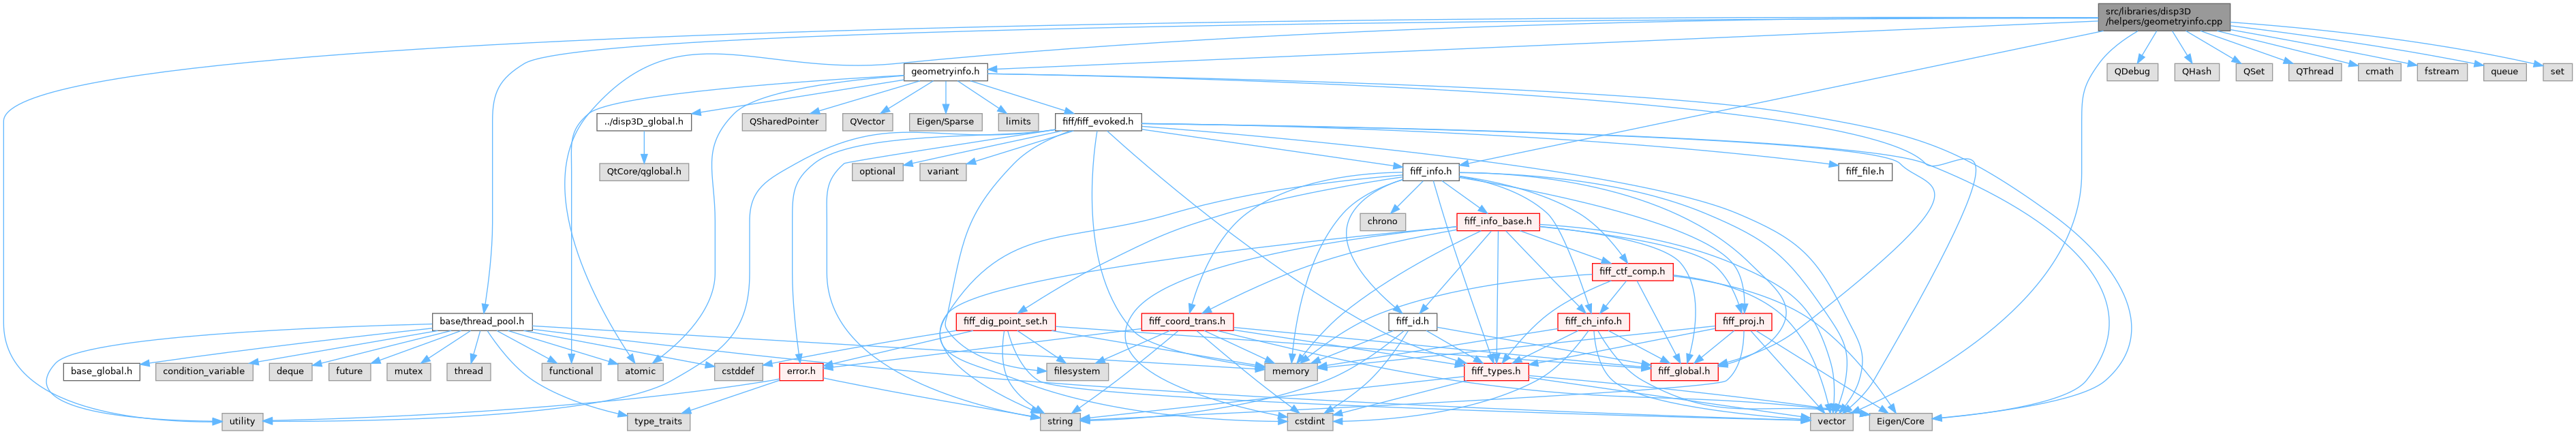 src/libraries/disp3D
/helpers/geometryinfo.cpp
geometryinfo.h
QDebug
QHash
QSet
QThread
cmath
fstream
queue
set
../disp3D_global.h
QSharedPointer
QVector
Eigen/Sparse
limits
fiff/fiff_evoked.h
QtCore/qglobal.h
optional
variant
fiff_info.h
fiff_file.h
chrono
fiff_info_base.h
fiff_ctf_comp.h
base/thread_pool.h
fiff_dig_point_set.h
fiff_coord_trans.h
fiff_id.h
fiff_ch_info.h
fiff_proj.h
base_global.h
condition_variable
deque
future
mutex
thread
functional
atomic
cstddef
error.h
filesystem
memory
fiff_types.h
fiff_global.h
utility
type_traits
string
cstdint
vector
Eigen/Core